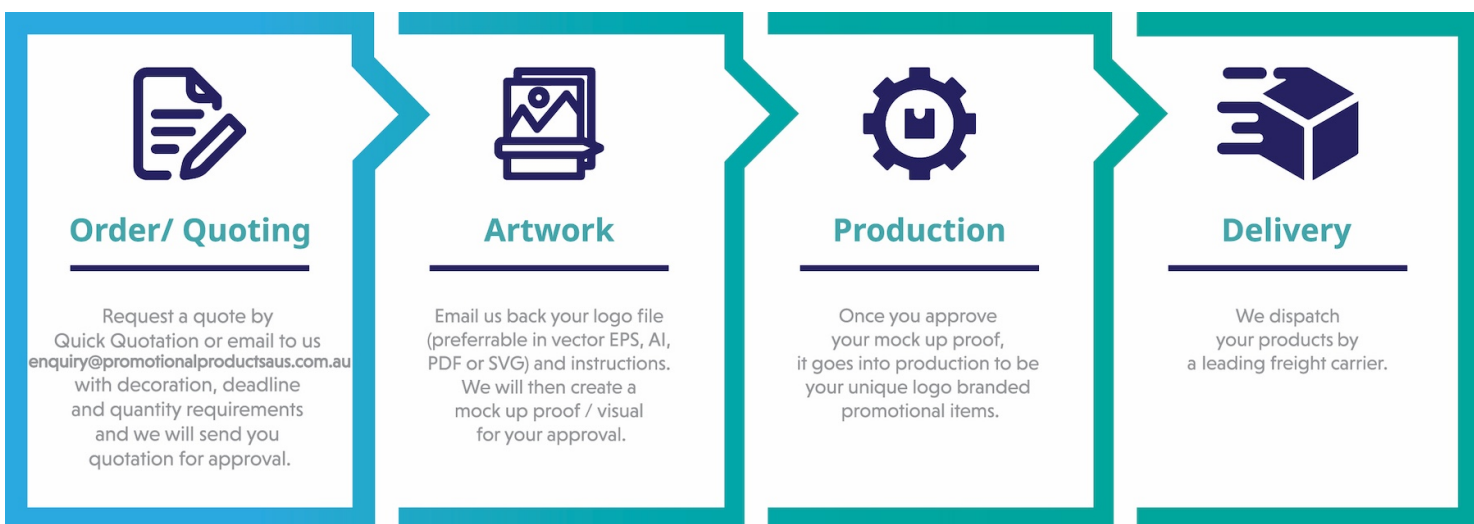 Order/ Quoting
Request a quote by
Quick Quotation or email to us
enquiry@promotionalproductsaus.com.au
with decoration, deadline
and quantity requirements
and we will send you
quotation for approval.
Artwork
Email us back your logo file
(preferrable in vector EPS, AI,
PDF or SVG) and instructions.
We will then create a
mock up proof / visual
for your approval.
Production
Once you approve
your mock up proof,
it goes into production to be
your unique logo branded
promotional items.
Delivery
We dispatch
your products by
a leading freight carrier.